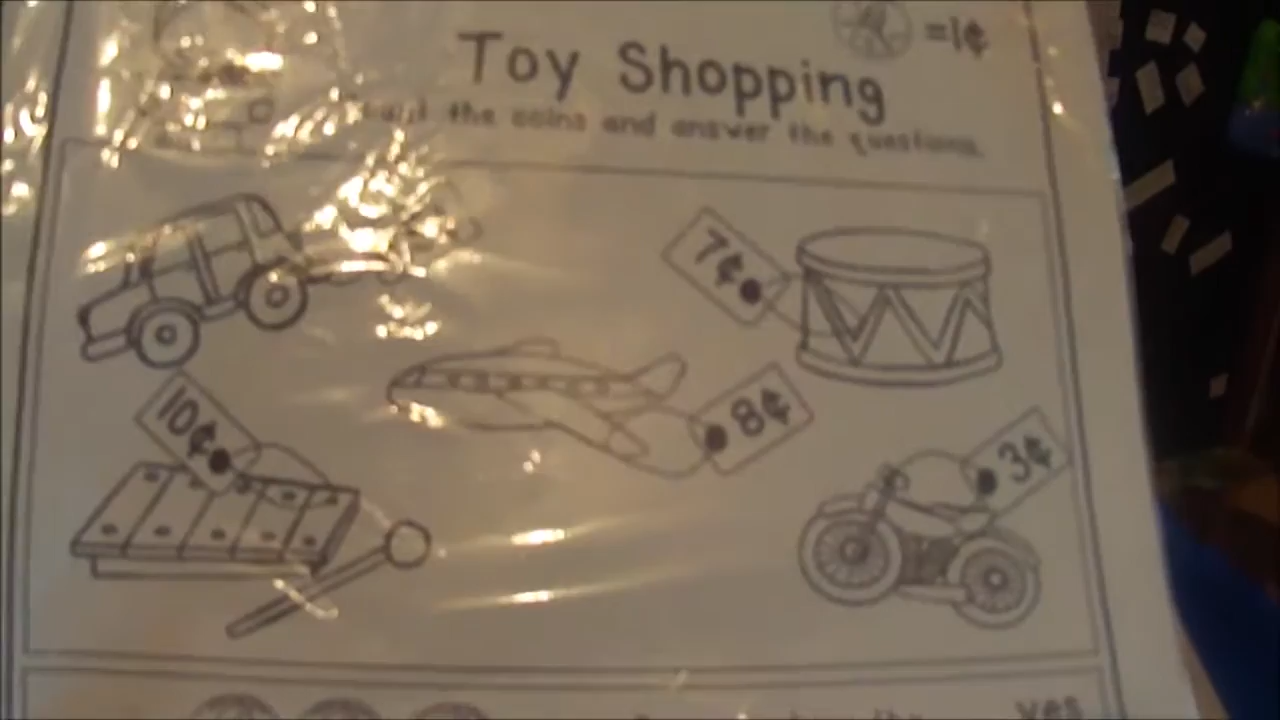 =1¢
Toy Shopping
the coins and answer the questions.
7¢
8¢
10¢
3¢
yes